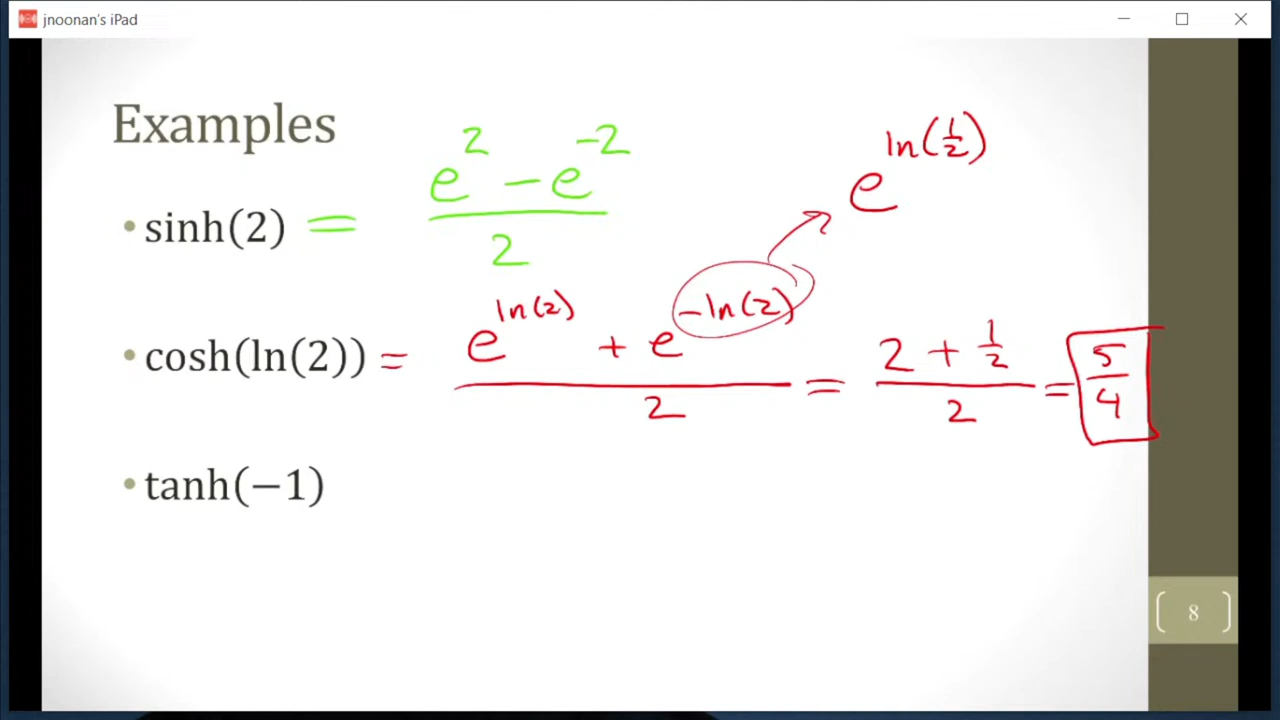 jnoonan's iPad
Examples
• sinh(2) = (e^2 − e^-2)/2
e^ln(1/2)
• cosh(ln(2)) = (e^ln(2) + e^-ln(2))/2 = (2 + 1/2)/2 = 5/4
• tanh(−1)
[ 8 ]